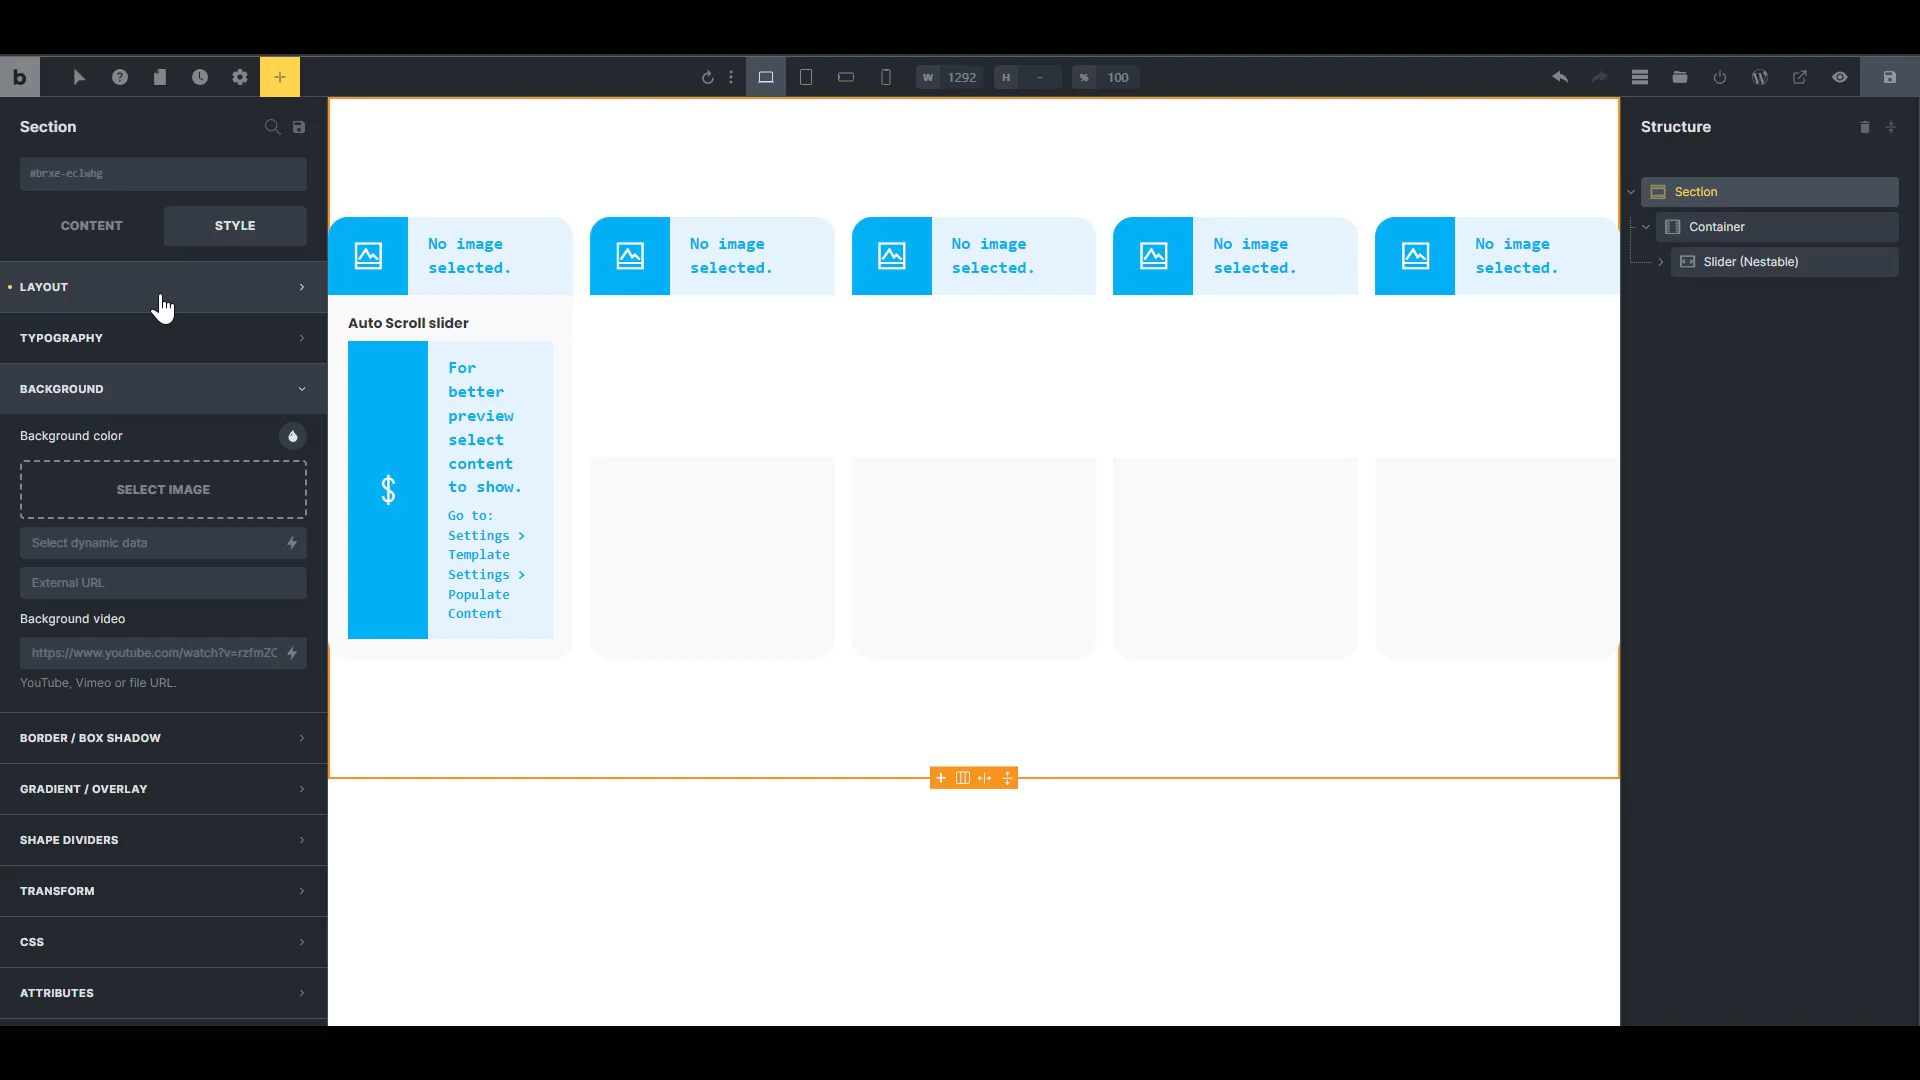 b
W 1292 H - % 100
Section
#brxe-eclwhg
CONTENT STYLE
LAYOUT
TYPOGRAPHY
BACKGROUND
Background color
SELECT IMAGE
Select dynamic data
External URL
Background video
https://www.youtube.com/watch?v=rzfmZC
YouTube, Vimeo or file URL.
BORDER / BOX SHADOW
GRADIENT / OVERLAY
SHAPE DIVIDERS
TRANSFORM
CSS
ATTRIBUTES
No image
selected.
No image
selected.
No image
selected.
No image
selected.
No image
selected.
Auto Scroll slider
$
For
better
preview
select
content
to show.
Go to:
Settings >
Template
Settings >
Populate
Content
Structure
Section
Container
Slider (Nestable)